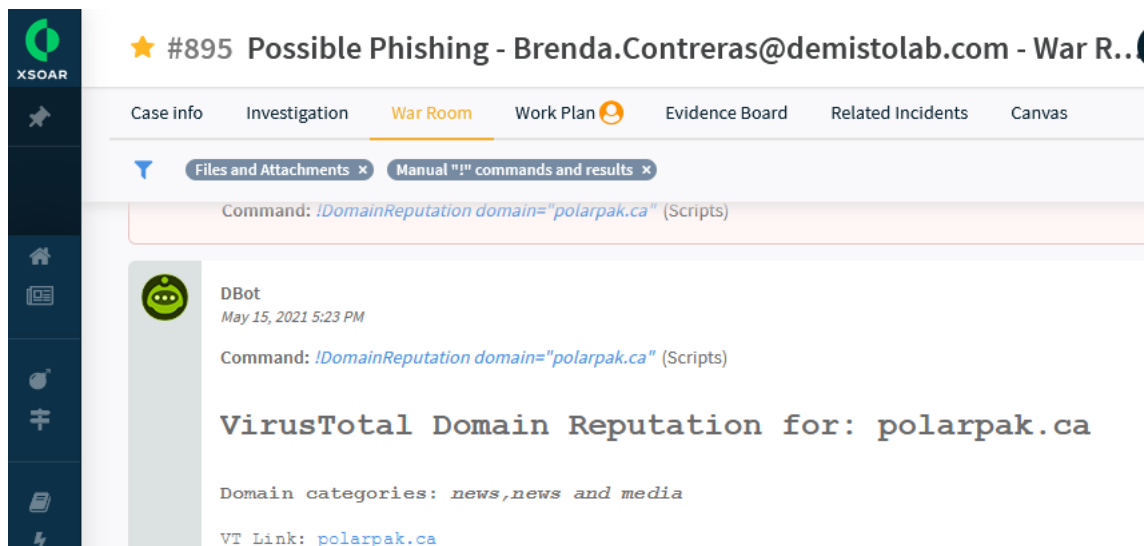 XSOAR
#895 Possible Phishing - Brenda.Contreras@demistolab.com - War R...
Case info Investigation War Room Work Plan Evidence Board Related Incidents Canvas
Files and Attachments × Manual "!" commands and results ×
Command: !DomainReputation domain="polarpak.ca" (Scripts)
DBot
May 15, 2021 5:23 PM
Command: !DomainReputation domain="polarpak.ca" (Scripts)
VirusTotal Domain Reputation for: polarpak.ca
Domain categories: news,news and media
VT Link: polarpak.ca